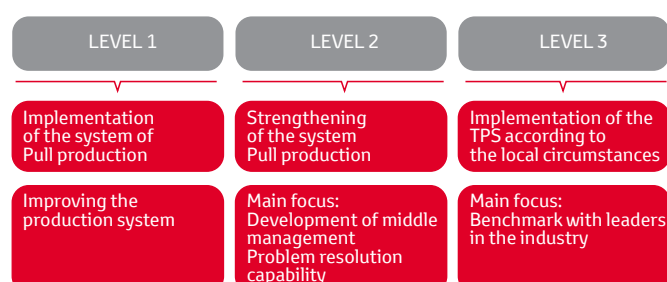 LEVEL 1
LEVEL 2
LEVEL 3
Implementation
of the system of
Pull production
Strengthening
of the system
Pull production
Implementation of the
TPS according to
the local circumstances
Improving the
production system
Main focus:
Development of middle
management
Problem resolution
capability
Main focus:
Benchmark with leaders
in the industry